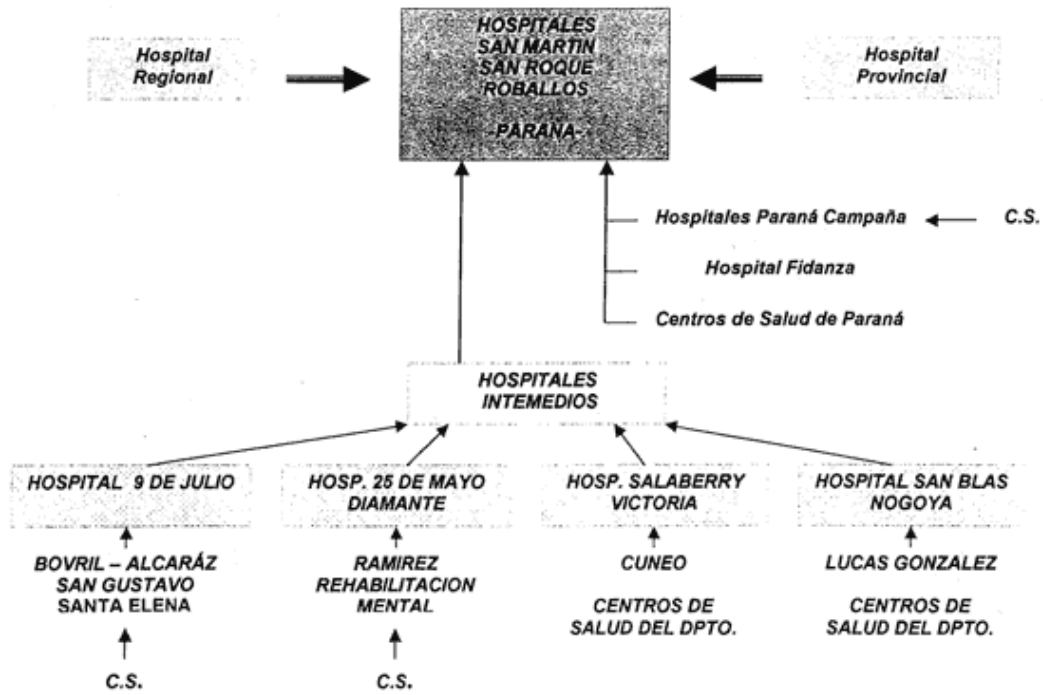 HOSPITALES
SAN MARTIN
SAN ROQUE
ROBALLOS
-PARANA-
Hospital
Regional
Hospital
Provincial
Hospitales Paraná Campaña
C.S.
Hospital Fidanza
Centros de Salud de Paraná
HOSPITALES
INTEMEDIOS
HOSPITAL 9 DE JULIO
HOSP. 25 DE MAYO
DIAMANTE
HOSP. SALABERRY
VICTORIA
HOSPITAL SAN BLAS
NOGOYA
BOVRIL – ALCARÁZ
SAN GUSTAVO
SANTA ELENA
RAMIREZ
REHABILITACION
MENTAL
CUNEO
CENTROS DE
SALUD DEL DPTO.
LUCAS GONZALEZ
CENTROS DE
SALUD DEL DPTO.
C.S.
C.S.